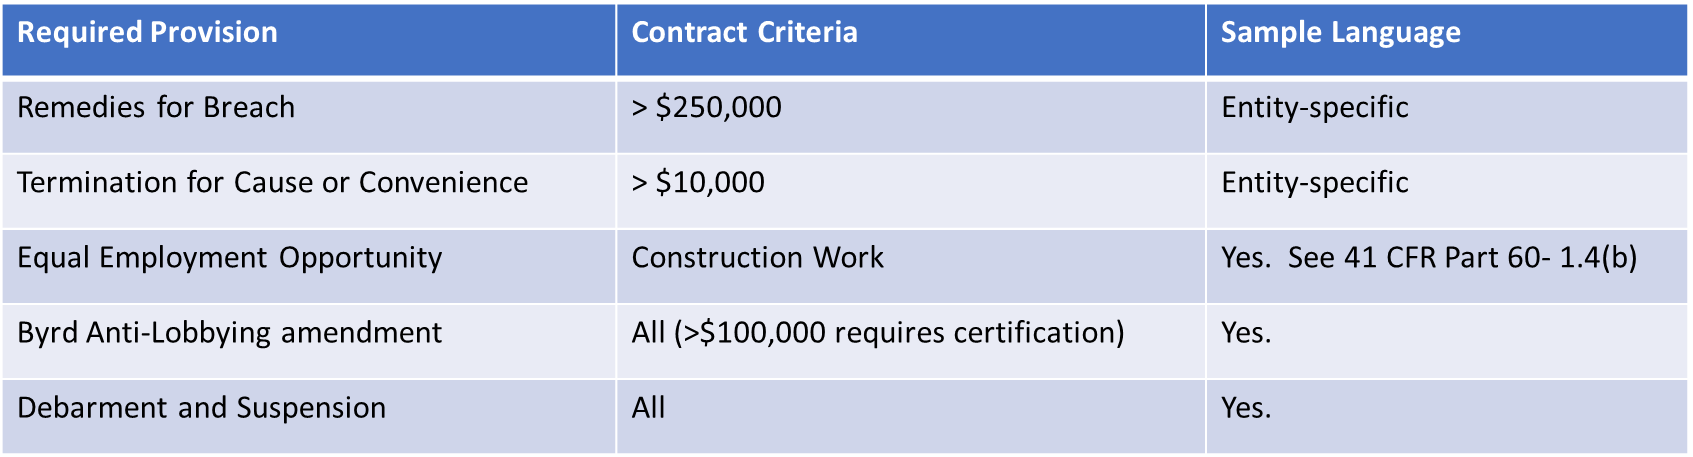 Required Provision Contract Criteria Sample Language
Remedies for Breach > $250,000 Entity-specific
Termination for Cause or Convenience > $10,000 Entity-specific
Equal Employment Opportunity Construction Work Yes.  See 41 CFR Part 60- 1.4(b)
Byrd Anti-Lobbying amendment All (>$100,000 requires certification) Yes.
Debarment and Suspension All Yes.